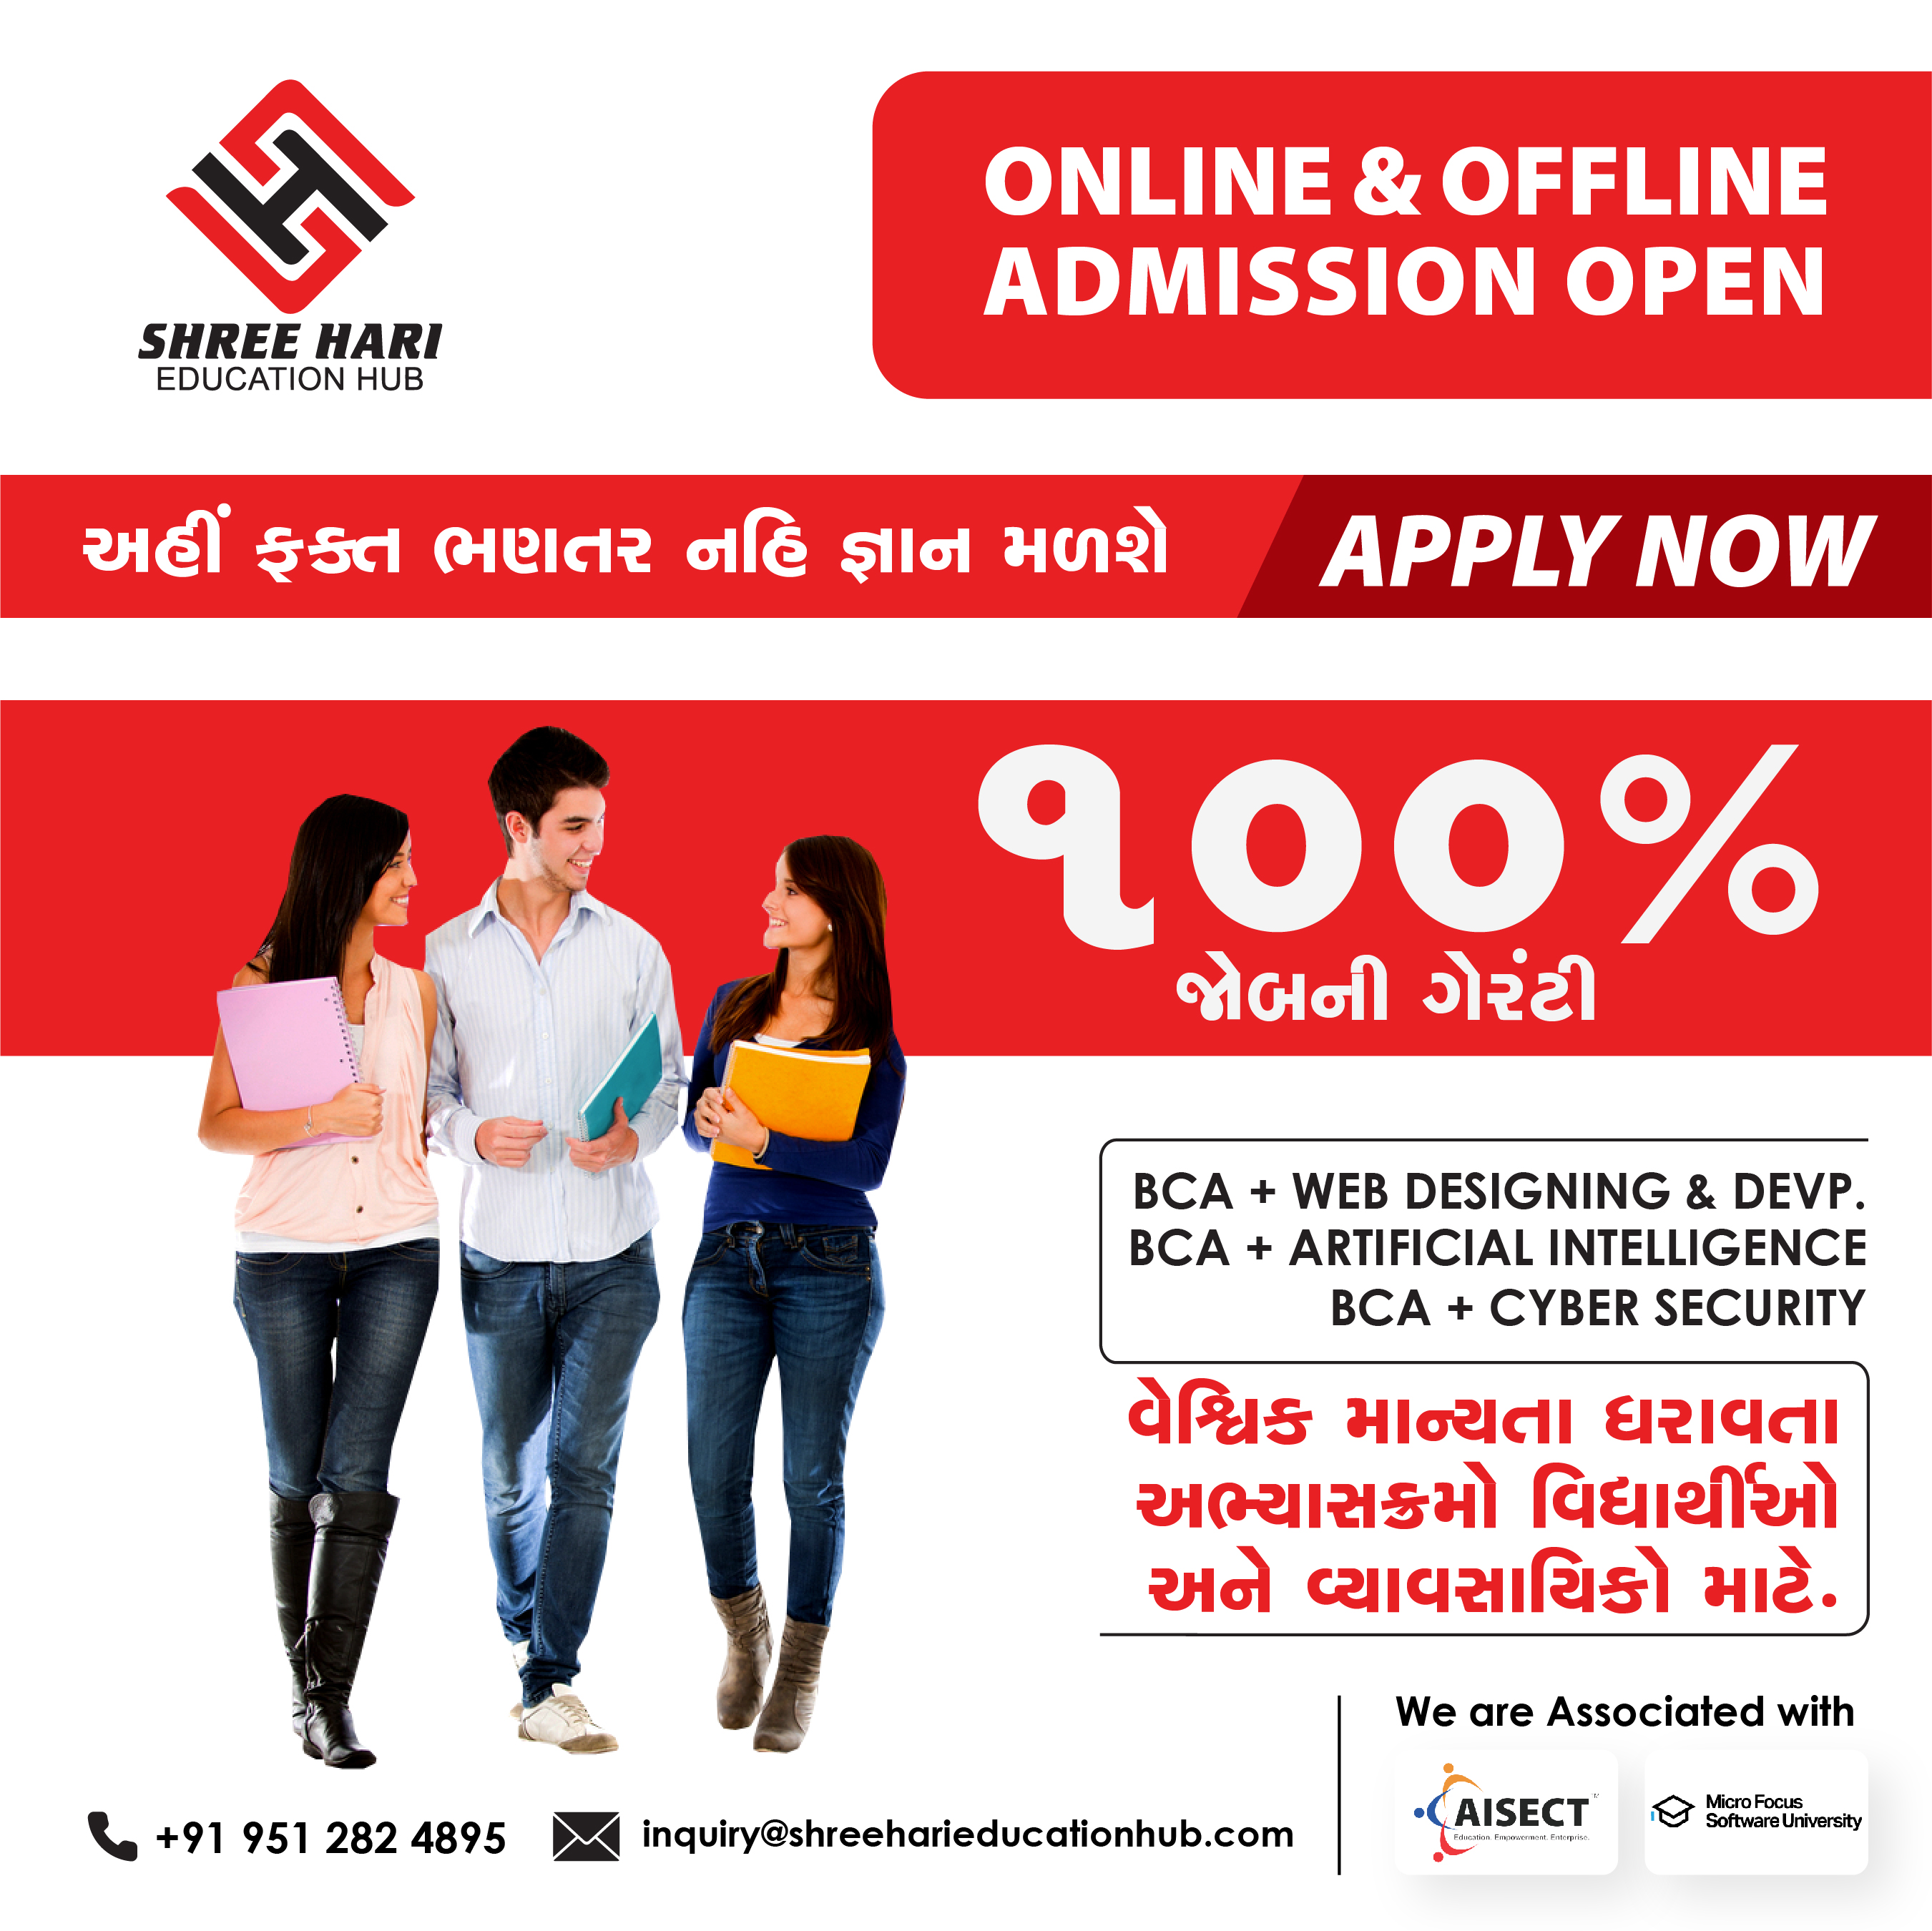 SHREE HARI
EDUCATION HUB
ONLINE & OFFLINE
ADMISSION OPEN
અહીં ફક્ત ભણતર નહિ જ્ઞાન મળશે
APPLY NOW
૧૦૦%
જોબની ગેરંટી
BCA + WEB DESIGNING & DEVP.
BCA + ARTIFICIAL INTELLIGENCE
BCA + CYBER SECURITY
વેશ્વિક માન્યતા ધરાવતા
અભ્યાસક્રમો વિદ્યાર્થીઓ
અને વ્યાવસાયિકો માટે.
We are Associated with
AISECT™
Education. Empowerment. Enterprise.
Micro Focus
Software University
+91 951 282 4895
inquiry@shreeharieducationhub.com